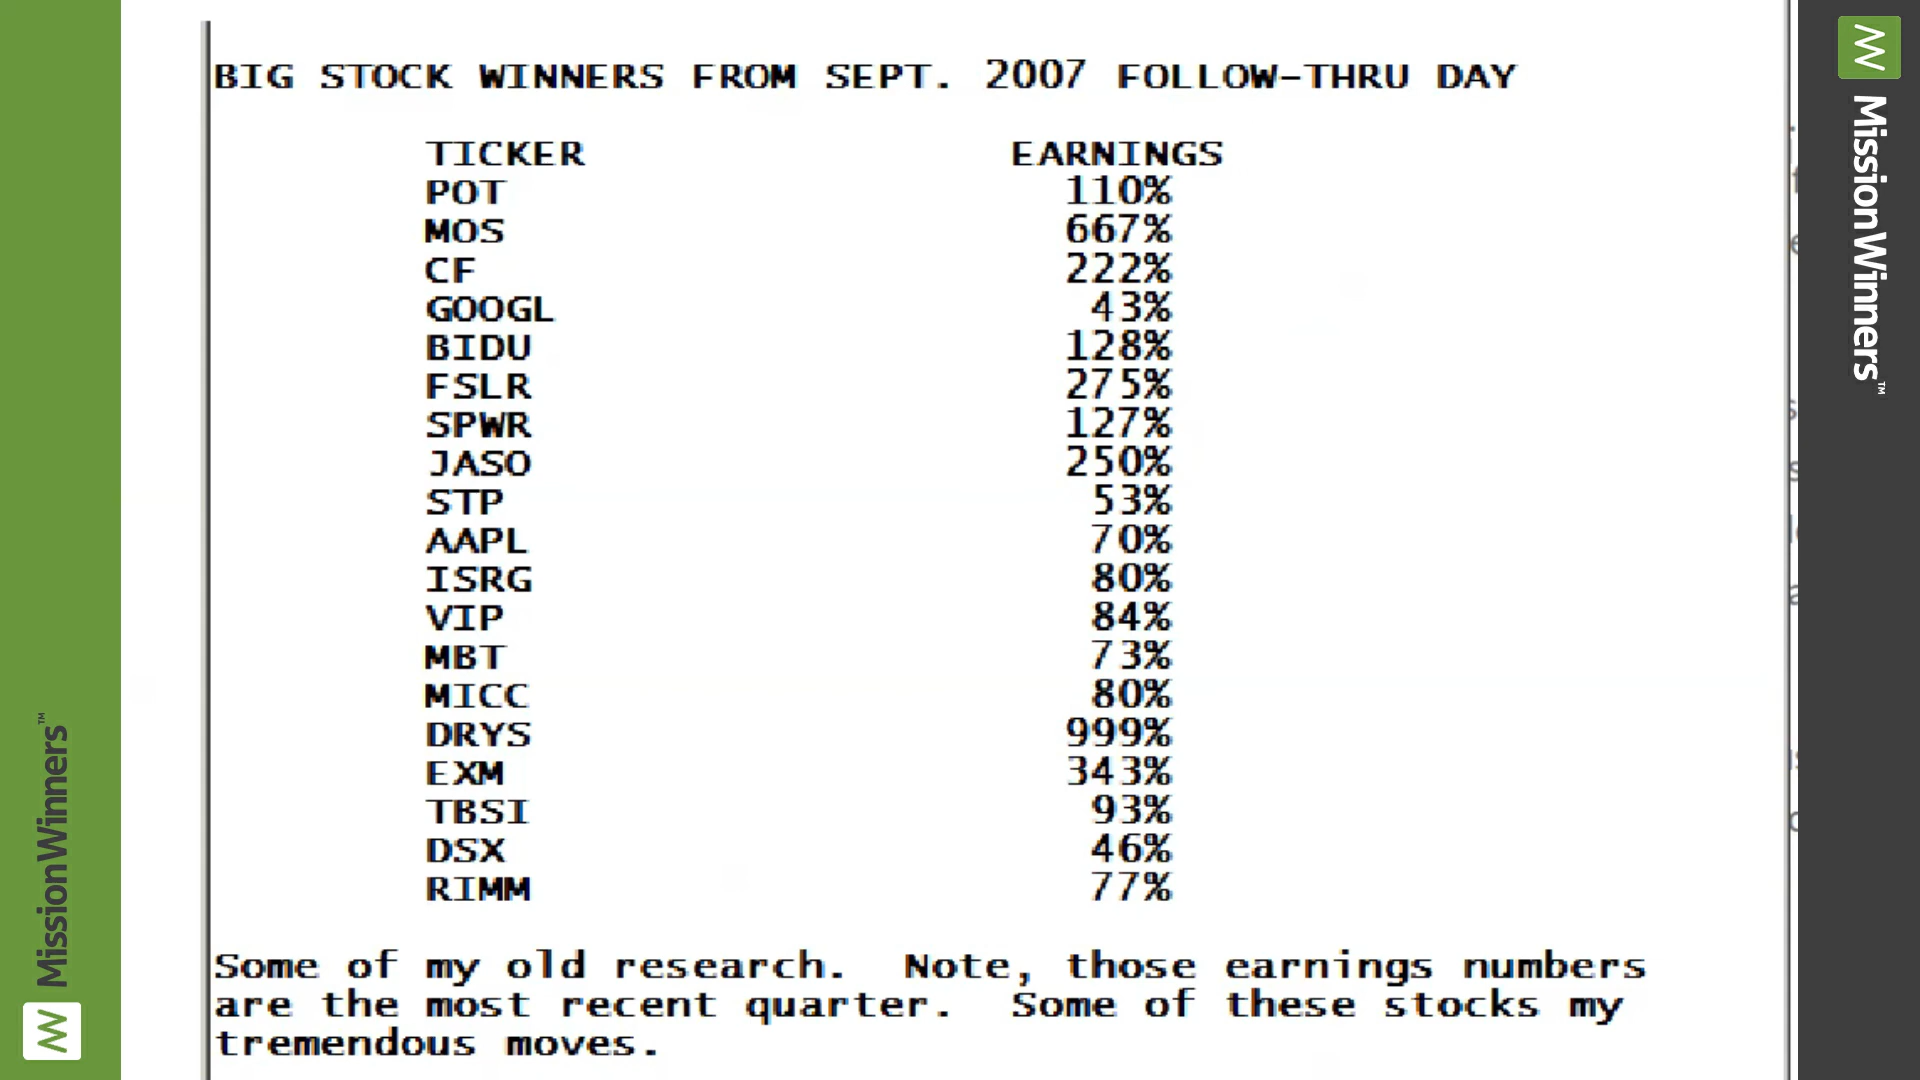 BIG STOCK WINNERS FROM SEPT. 2007 FOLLOW-THRU DAY
TICKER EARNINGS
POT 110%
MOS 667%
CF 222%
GOOGL 43%
BIDU 128%
FSLR 275%
SPWR 127%
JASO 250%
STP 53%
AAPL 70%
ISRG 80%
VIP 84%
MBT 73%
MICC 80%
DRYS 999%
EXM 343%
TBSI 93%
DSX 46%
RIMM 77%
Some of my old research. Note, those earnings numbers
are the most recent quarter. Some of these stocks my
tremendous moves.
MissionWinners™
MissionWinners™